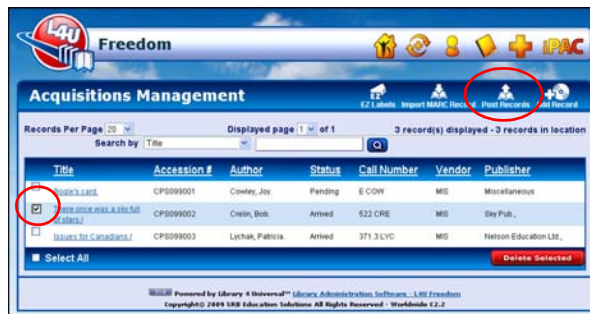 L4U
Freedom
iPAC
Acquisitions Management
EZ Labels Import MARC Record Post Records Add Record
Records Per Page 20 Displayed page 1 of 1 3 record(s) displayed - 3 records in location
Search by Title
Title Accession # Author Status Call Number Vendor Publisher
Rosie's card. CPS099001 Cowley, Joy. Pending E COW MIS Miscellaneous
There once was a sky full of stars./ CPS099002 Crelin, Bob. Arrived 522 CRE MIS Sky Pub.,
Issues for Canadians./ CPS099003 Lychak, Patricia. Arrived 371.3 LYC MIS Nelson Education Ltd.,
Select All Delete Selected
Powered by Library 4 Universal™ Library Administration Software - L4U Freedom
Copyright© 2009 SRB Education Solutions All Rights Reserved - Worldwide C2.2